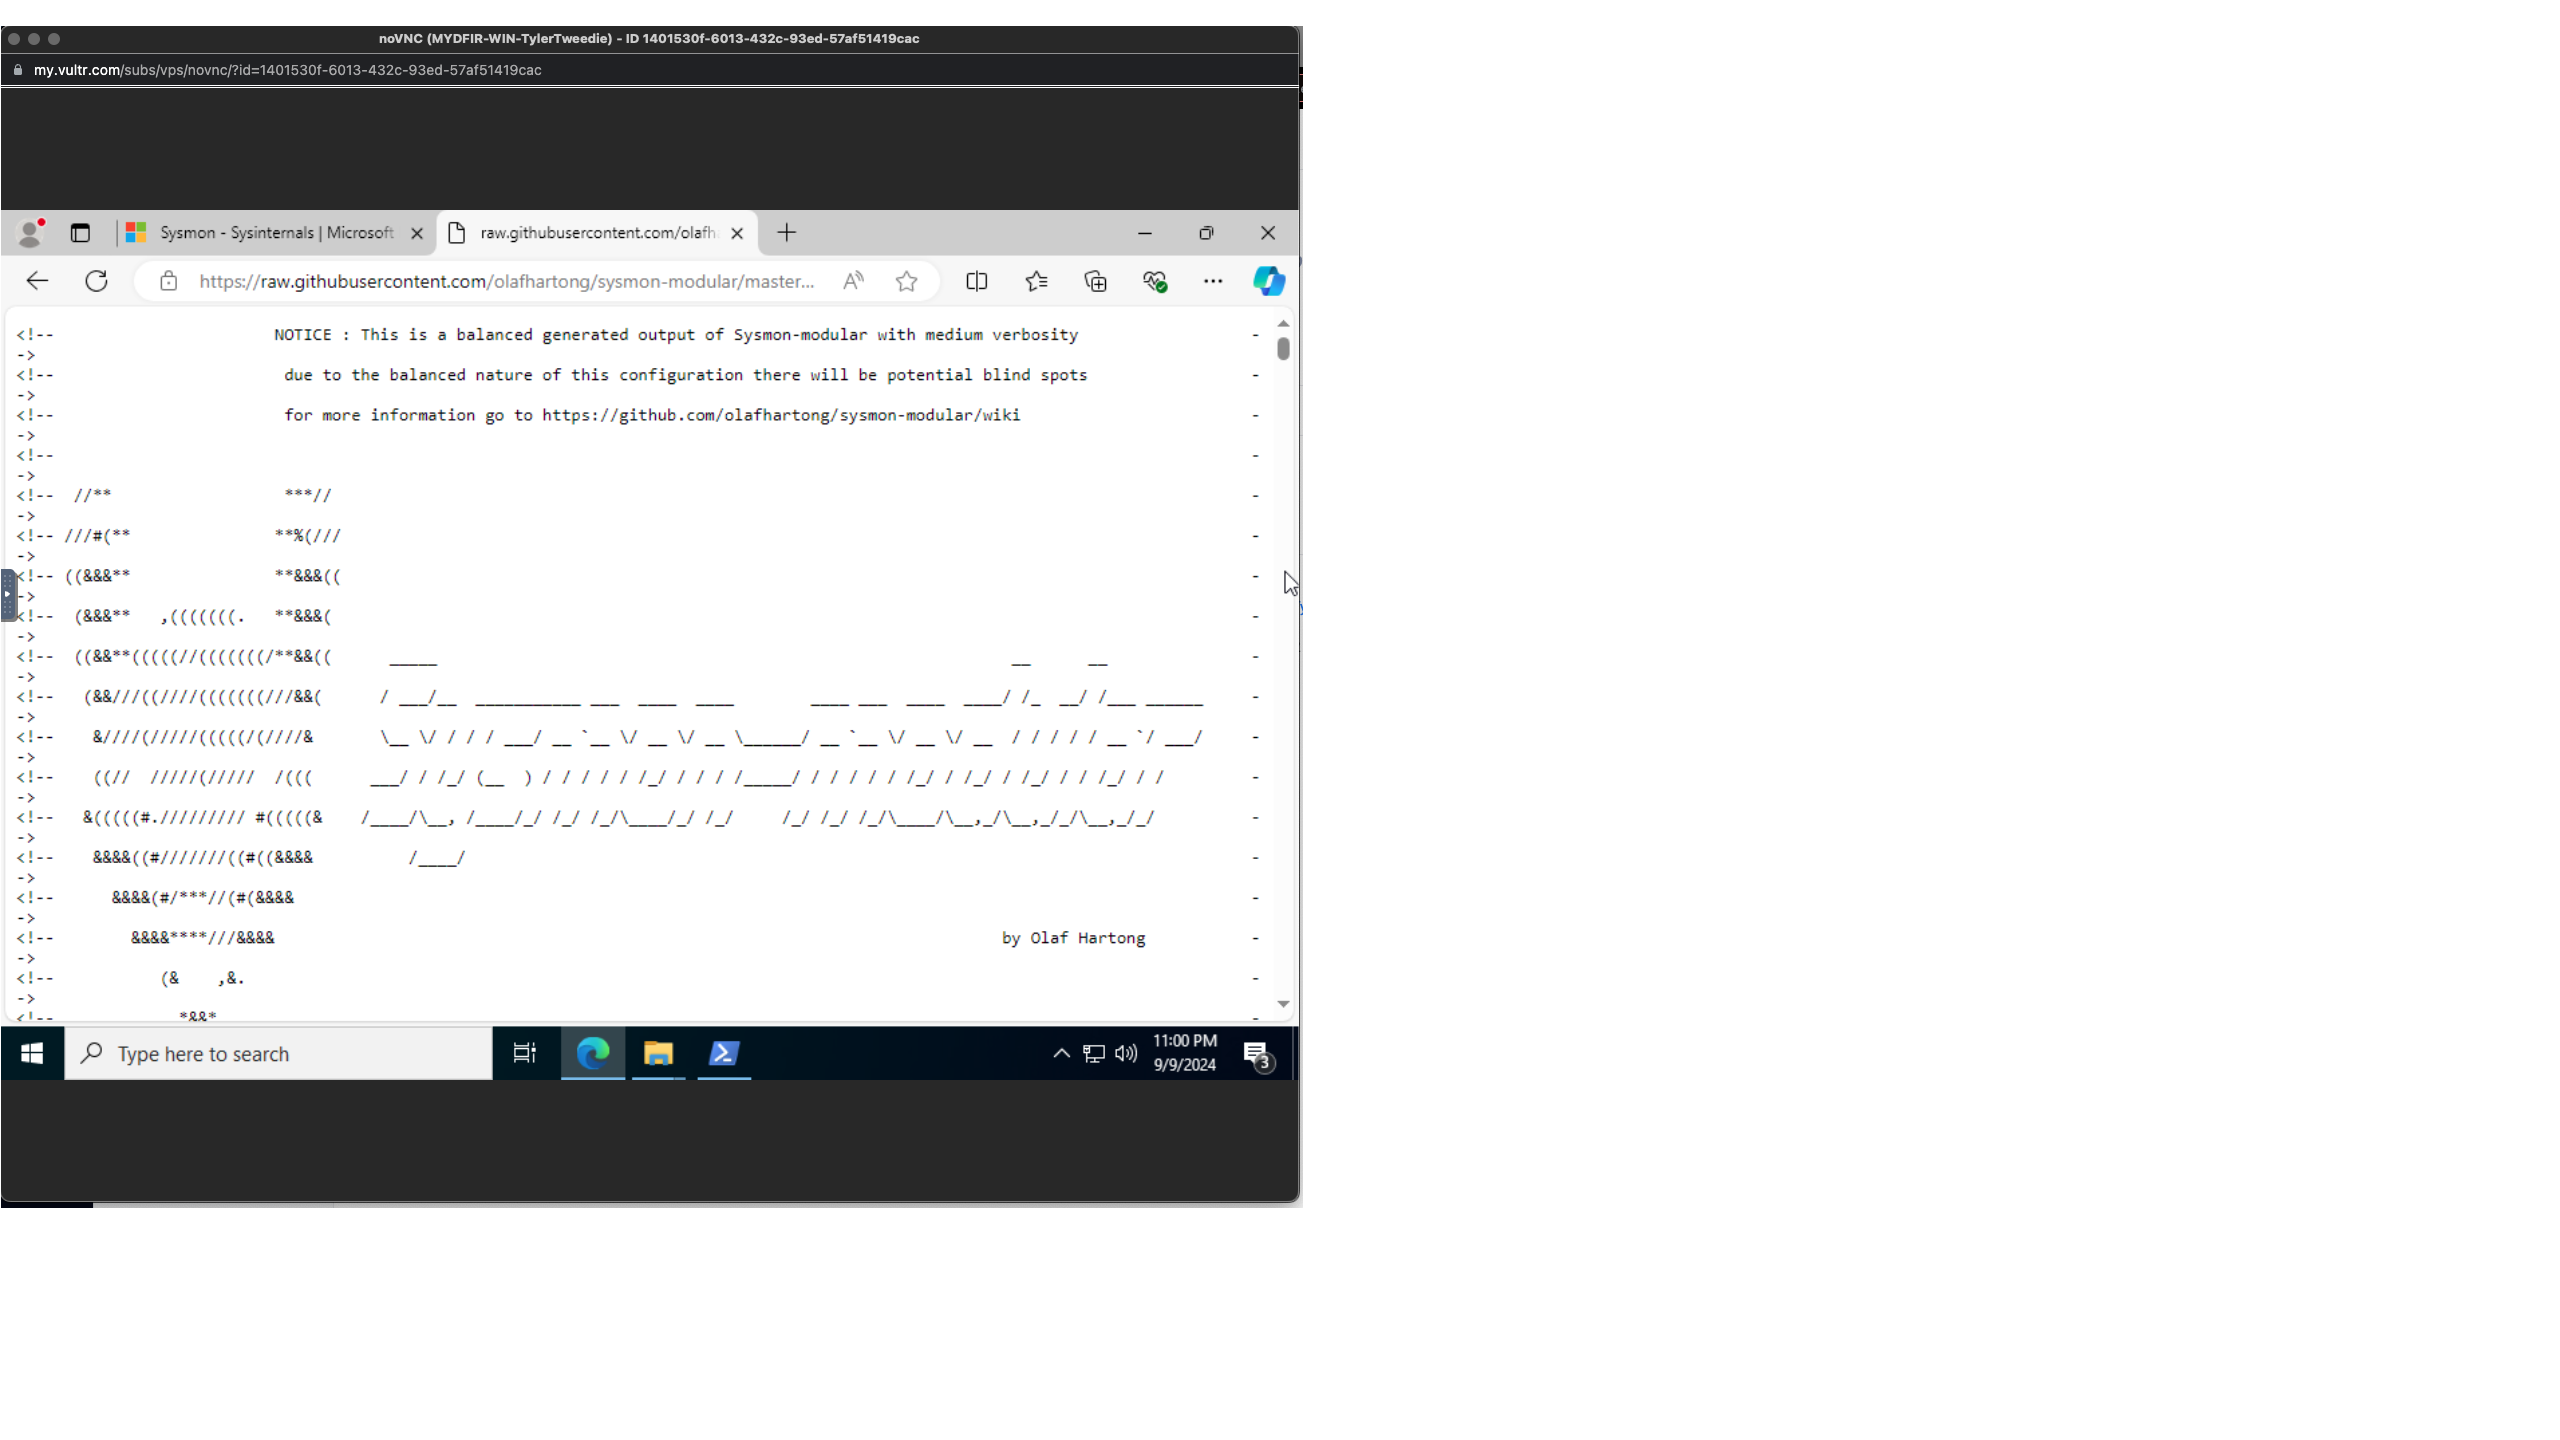 noVNC (MYDFIR-WIN-TylerTweedie) - ID 1401530f-6013-432c-93ed-57af51419cac
my.vultr.com/subs/vps/novnc/?id=1401530f-6013-432c-93ed-57af51419cac
Sysmon - Sysinternals | Microsoft
raw.githubusercontent.com/olafh
https://raw.githubusercontent.com/olafhartong/sysmon-modular/master...
<!--                       NOTICE : This is a balanced generated output of Sysmon-modular with medium verbosity                   -
->
<!--                        due to the balanced nature of this configuration there will be potential blind spots                  -
->
<!--                        for more information go to https://github.com/olafhartong/sysmon-modular/wiki                         -
->
<!--                                                                                                                              -
->
<!--  //**                  ***//                                                                                                 -
->
<!-- ///#(**               **%(///                                                                                                -
->
<!-- ((&&&**               **&&&((                                                                                                -
->
<!--  (&&&**   ,(((((((.   **&&&(                                                                                                 -
->
<!--  ((&&**(((((//(((((((/**&&((      _____                                                            __      __                -
->
<!--   (&&///((////(((((((///&&(      / ___/__  ___________ ___  ____  ____        ____ ___  ____  ____/ /_  __/ /___ ______      -
->
<!--    &////(/////(((((/(////&       \__ \/ / / / ___/ __ `__ \/ __ \/ __ \______/ __ `__ \/ __ \/ __  / / / / / __ `/ ___/      -
->
<!--    ((//  /////(/////  /(((      ___/ / /_/ (__  ) / / / / / /_/ / / / /_____/ / / / / / /_/ / /_/ / /_/ / / /_/ / /          -
->
<!--   &(((((#.///////// #(((((&    /____/\__, /____/_/ /_/ /_/\____/_/ /_/     /_/ /_/ /_/\____/\__,_/\__,_/_/\__,_/_/           -
->
<!--    &&&&((#///////((#((&&&&          /____/                                                                                   -
->
<!--      &&&&(#/***//(#(&&&&                                                                                                     -
->
<!--        &&&&****///&&&&                                                                            by Olaf Hartong            -
->
<!--           (&    ,&.                                                                                                          -
->
<!--             *&&*                                                                                                             -
Type here to search
11:00 PM
9/9/2024
3